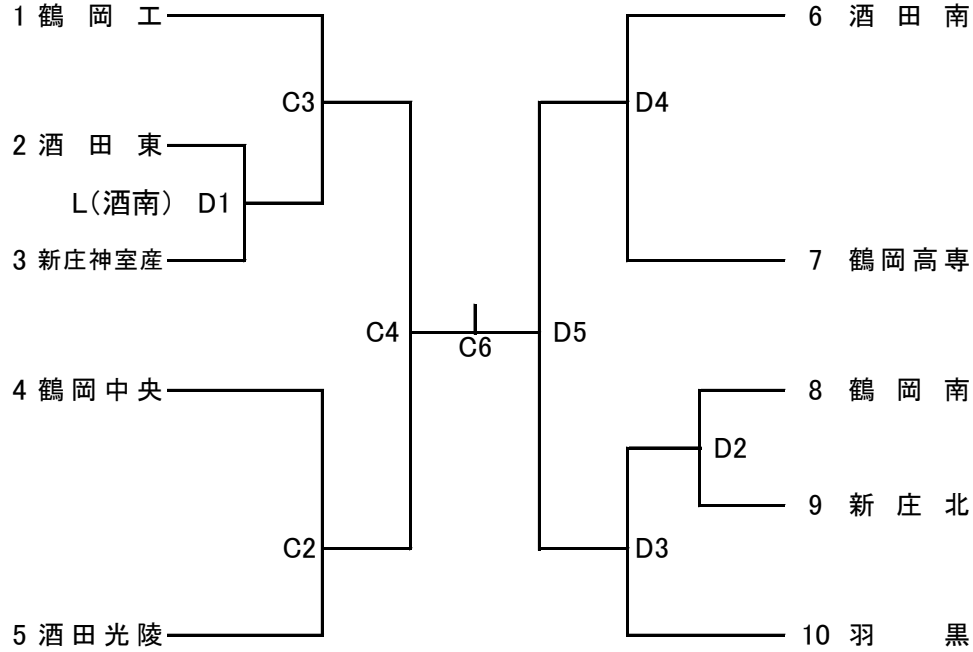 1 鶴岡工
C3
2 酒田東
L(酒南) D1
3 新庄神室産
C4
4 鶴岡中央
C2
5 酒田光陵
C6
6 酒田南
D4
7 鶴岡高専
D5
8 鶴岡南
D2
9 新庄北
D3
10 羽黒